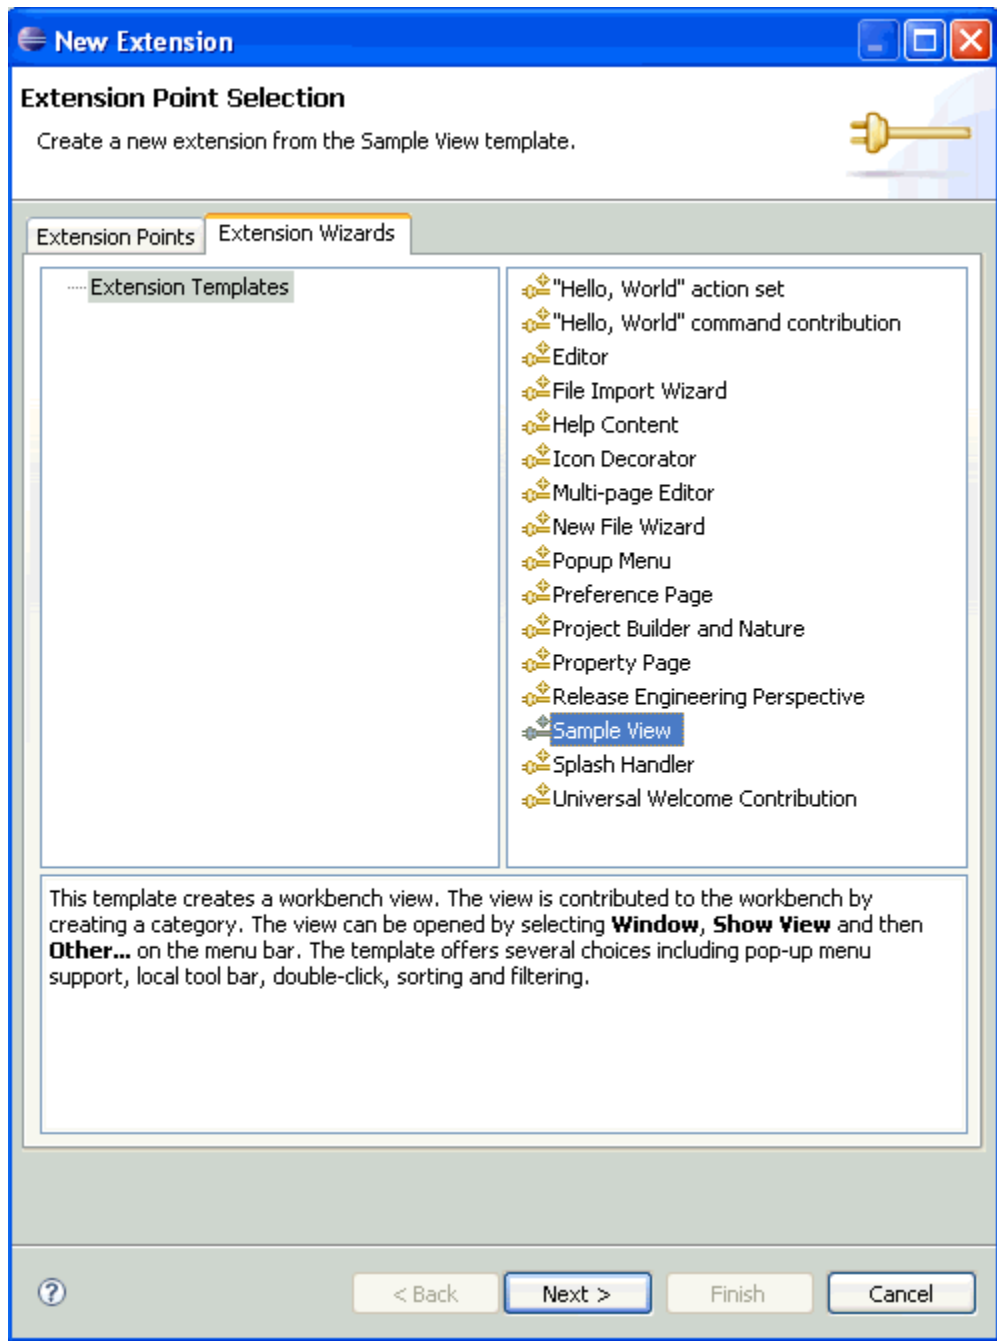 New Extension
Extension Point Selection
Create a new extension from the Sample View template.
Extension Points
Extension Wizards
Extension Templates
"Hello, World" action set
"Hello, World" command contribution
Editor
File Import Wizard
Help Content
Icon Decorator
Multi-page Editor
New File Wizard
Popup Menu
Preference Page
Project Builder and Nature
Property Page
Release Engineering Perspective
Sample View
Splash Handler
Universal Welcome Contribution
This template creates a workbench view. The view is contributed to the workbench by
creating a category. The view can be opened by selecting Window, Show View and then
Other... on the menu bar. The template offers several choices including pop-up menu
support, local tool bar, double-click, sorting and filtering.
?
< Back
Next >
Finish
Cancel